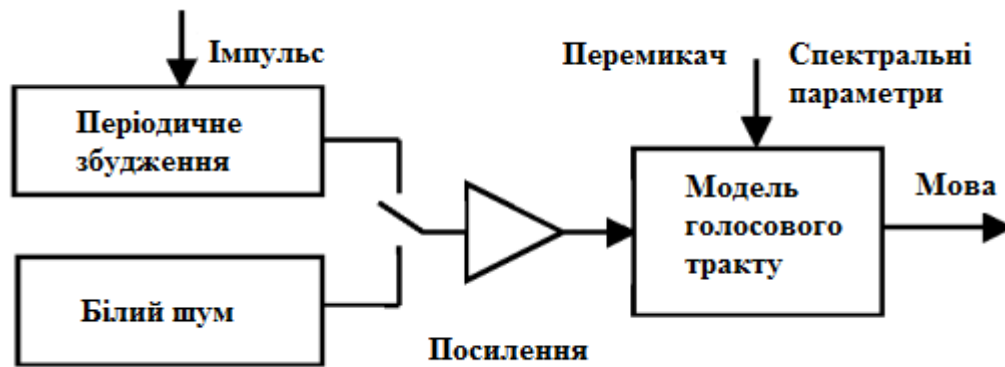 Імпульс
Перемикач
Спектральні
параметри
Періодичне
збудження
Модель
голосового
тракту
Мова
Білий шум
Посилення